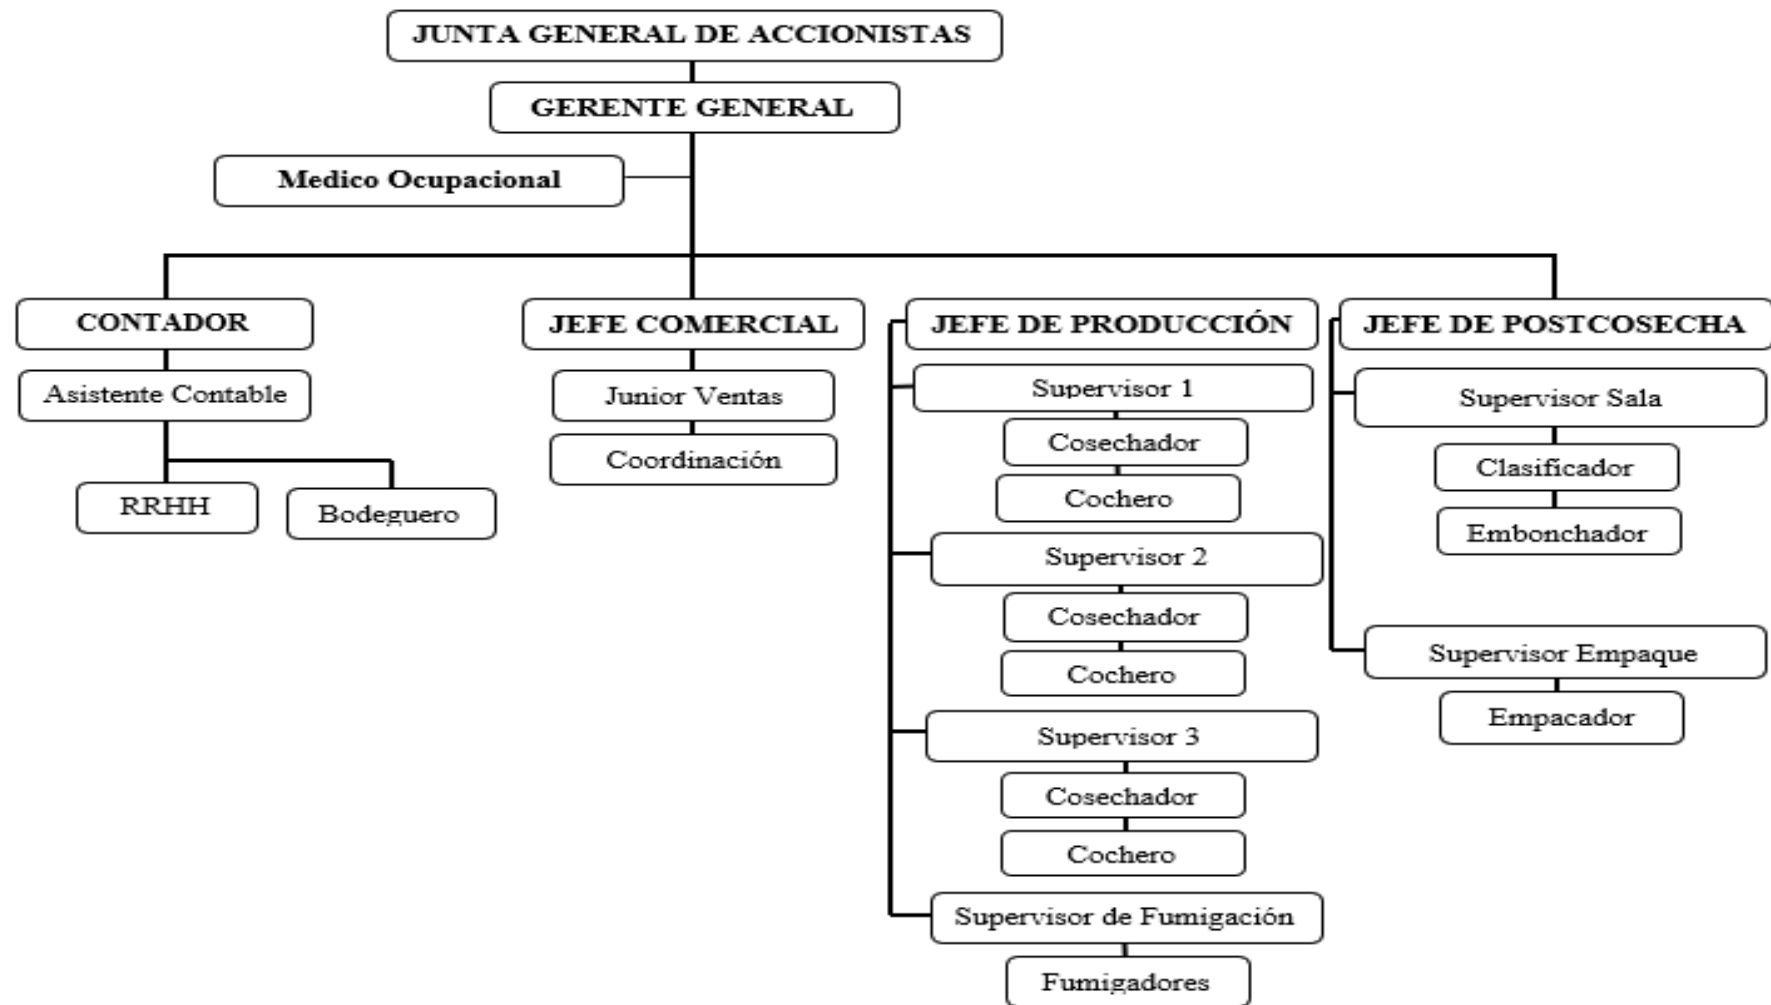 JUNTA GENERAL DE ACCIONISTAS
GERENTE GENERAL
Medico Ocupacional
CONTADOR
Asistente Contable
RRHH
Bodeguero
JEFE COMERCIAL
Junior Ventas
Coordinación
JEFE DE PRODUCCIÓN
Supervisor 1
Cosechador
Cochero
Supervisor 2
Cosechador
Cochero
Supervisor 3
Cosechador
Cochero
Supervisor de Fumigación
Fumigadores
JEFE DE POSTCOSECHA
Supervisor Sala
Clasificador
Embonchador
Supervisor Empaque
Empacador